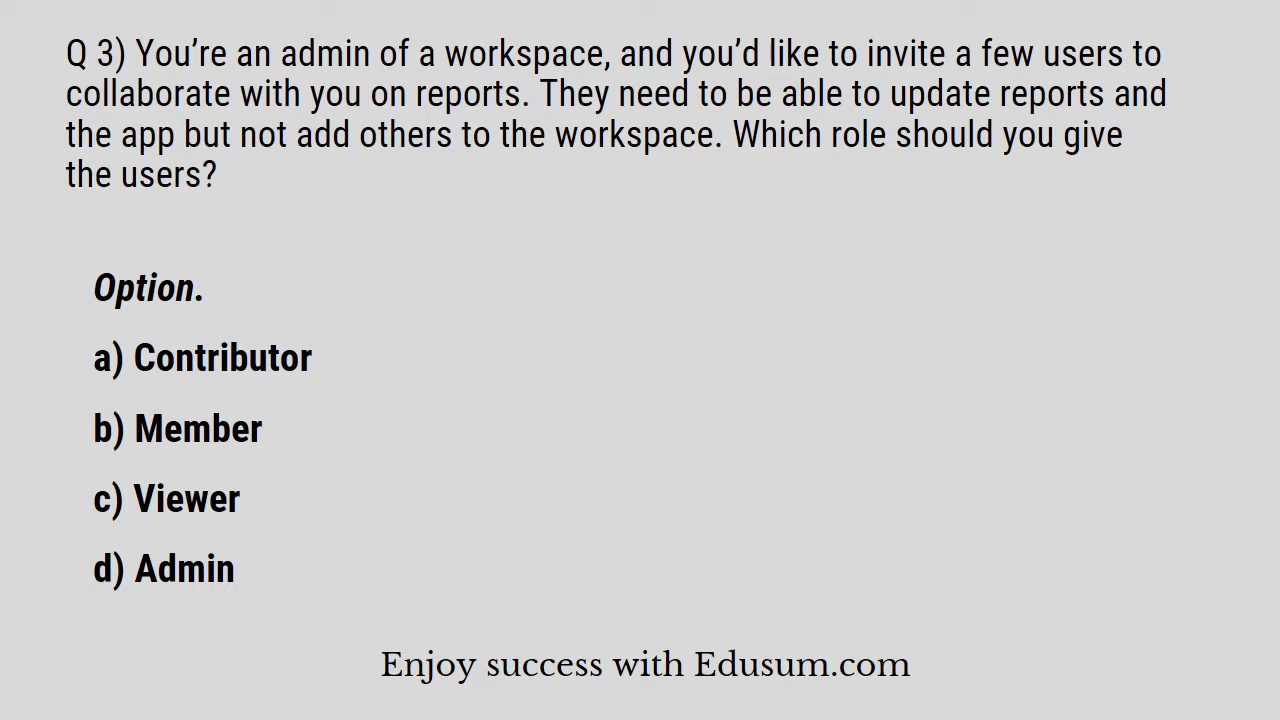 Q 3) You’re an admin of a workspace, and you’d like to invite a few users to
collaborate with you on reports. They need to be able to update reports and
the app but not add others to the workspace. Which role should you give
the users?
Option.
a) Contributor
b) Member
c) Viewer
d) Admin
Enjoy success with Edusum.com